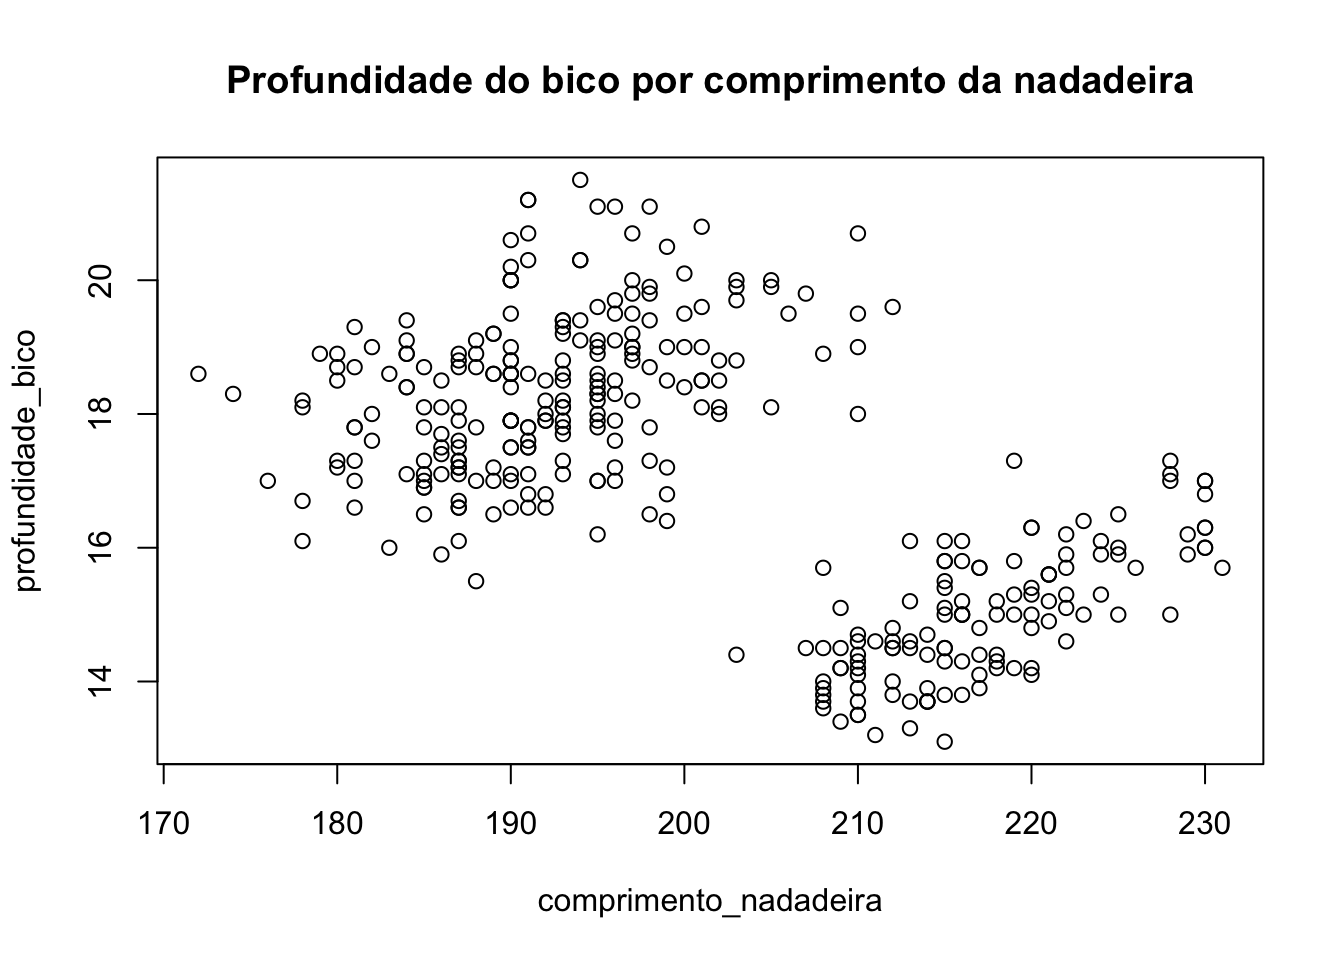 Profundidade do bico por comprimento da nadadeira
profundidade_bico
20
18
16
14
170 180 190 200 210 220 230
comprimento_nadadeira